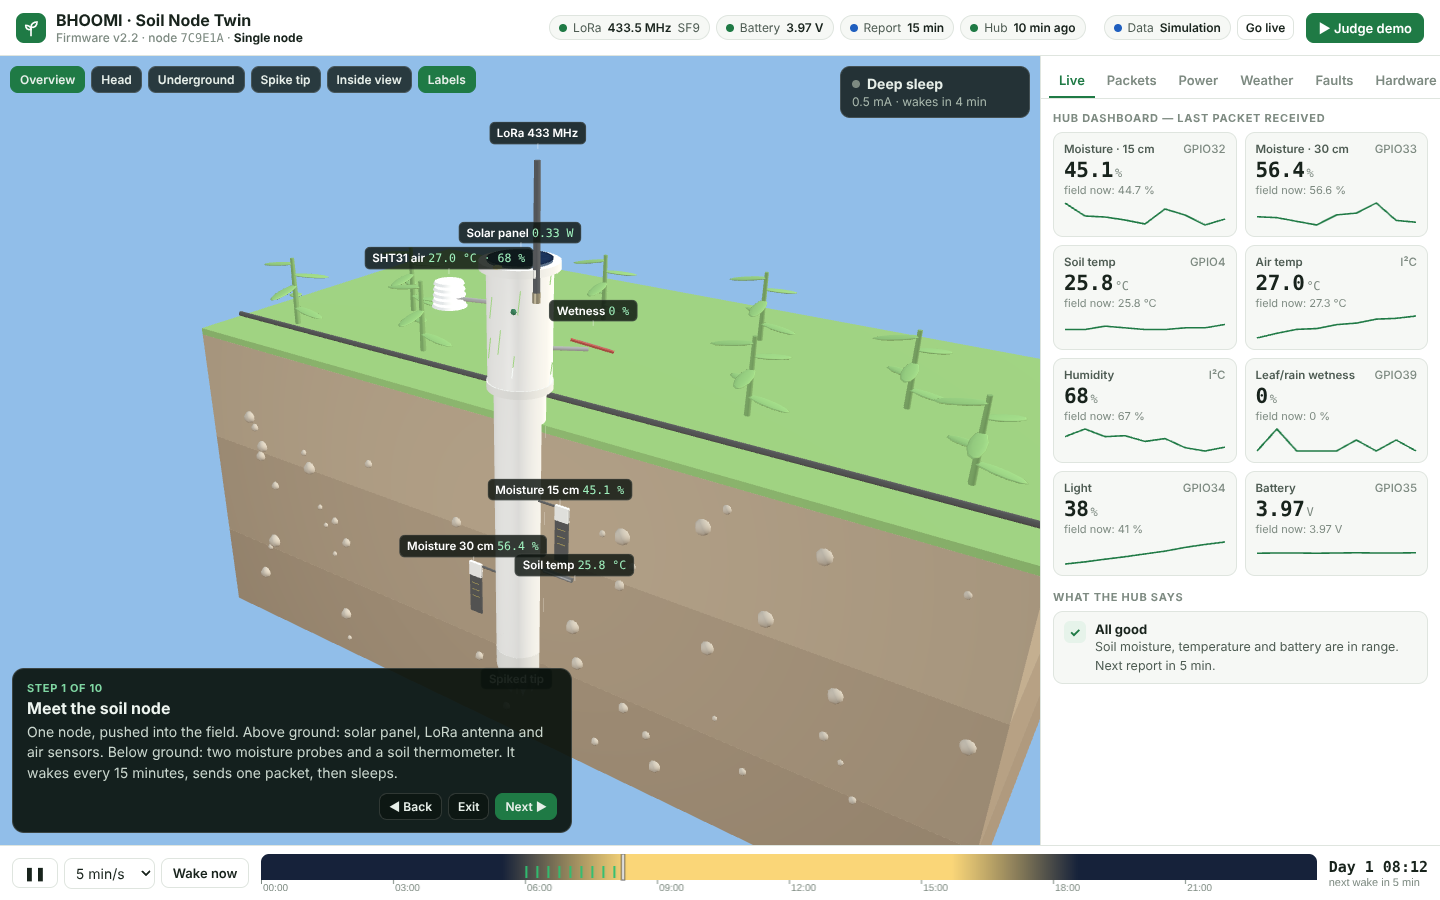 BHOOMI · Soil Node Twin
Firmware v2.2 · node 7C9E1A · Single node
LoRa 433.5 MHz SF9
Battery 3.97 V
Report 15 min
Hub 10 min ago
Data Simulation
Go live
▶ Judge demo
Overview
Head
Underground
Spike tip
Inside view
Labels
Deep sleep
0.5 mA · wakes in 4 min
LoRa 433 MHz
Solar panel 0.33 W
SHT31 air 27.0 °C · 68 %
Wetness 0 %
Moisture 15 cm 45.1 %
Moisture 30 cm 56.4 %
Soil temp 25.8 °C
Spiked tip
STEP 1 OF 10
Meet the soil node
One node, pushed into the field. Above ground: solar panel, LoRa antenna and
air sensors. Below ground: two moisture probes and a soil thermometer. It
wakes every 15 minutes, sends one packet, then sleeps.
◀ Back
Exit
Next ▶
Live
Packets
Power
Weather
Faults
Hardware
HUB DASHBOARD — LAST PACKET RECEIVED
Moisture · 15 cm GPIO32
45.1 %
field now: 44.7 %
Moisture · 30 cm GPIO33
56.4 %
field now: 56.6 %
Soil temp GPIO4
25.8 °C
field now: 25.8 °C
Air temp I²C
27.0 °C
field now: 27.3 °C
Humidity I²C
68 %
field now: 67 %
Leaf/rain wetness GPIO39
0 %
field now: 0 %
Light GPIO34
38 %
field now: 41 %
Battery GPIO35
3.97 V
field now: 3.97 V
WHAT THE HUB SAYS
All good
Soil moisture, temperature and battery are in range.
Next report in 5 min.
5 min/s
Wake now
00:00
03:00
06:00
09:00
12:00
15:00
18:00
21:00
Day 1 08:12
next wake in 5 min